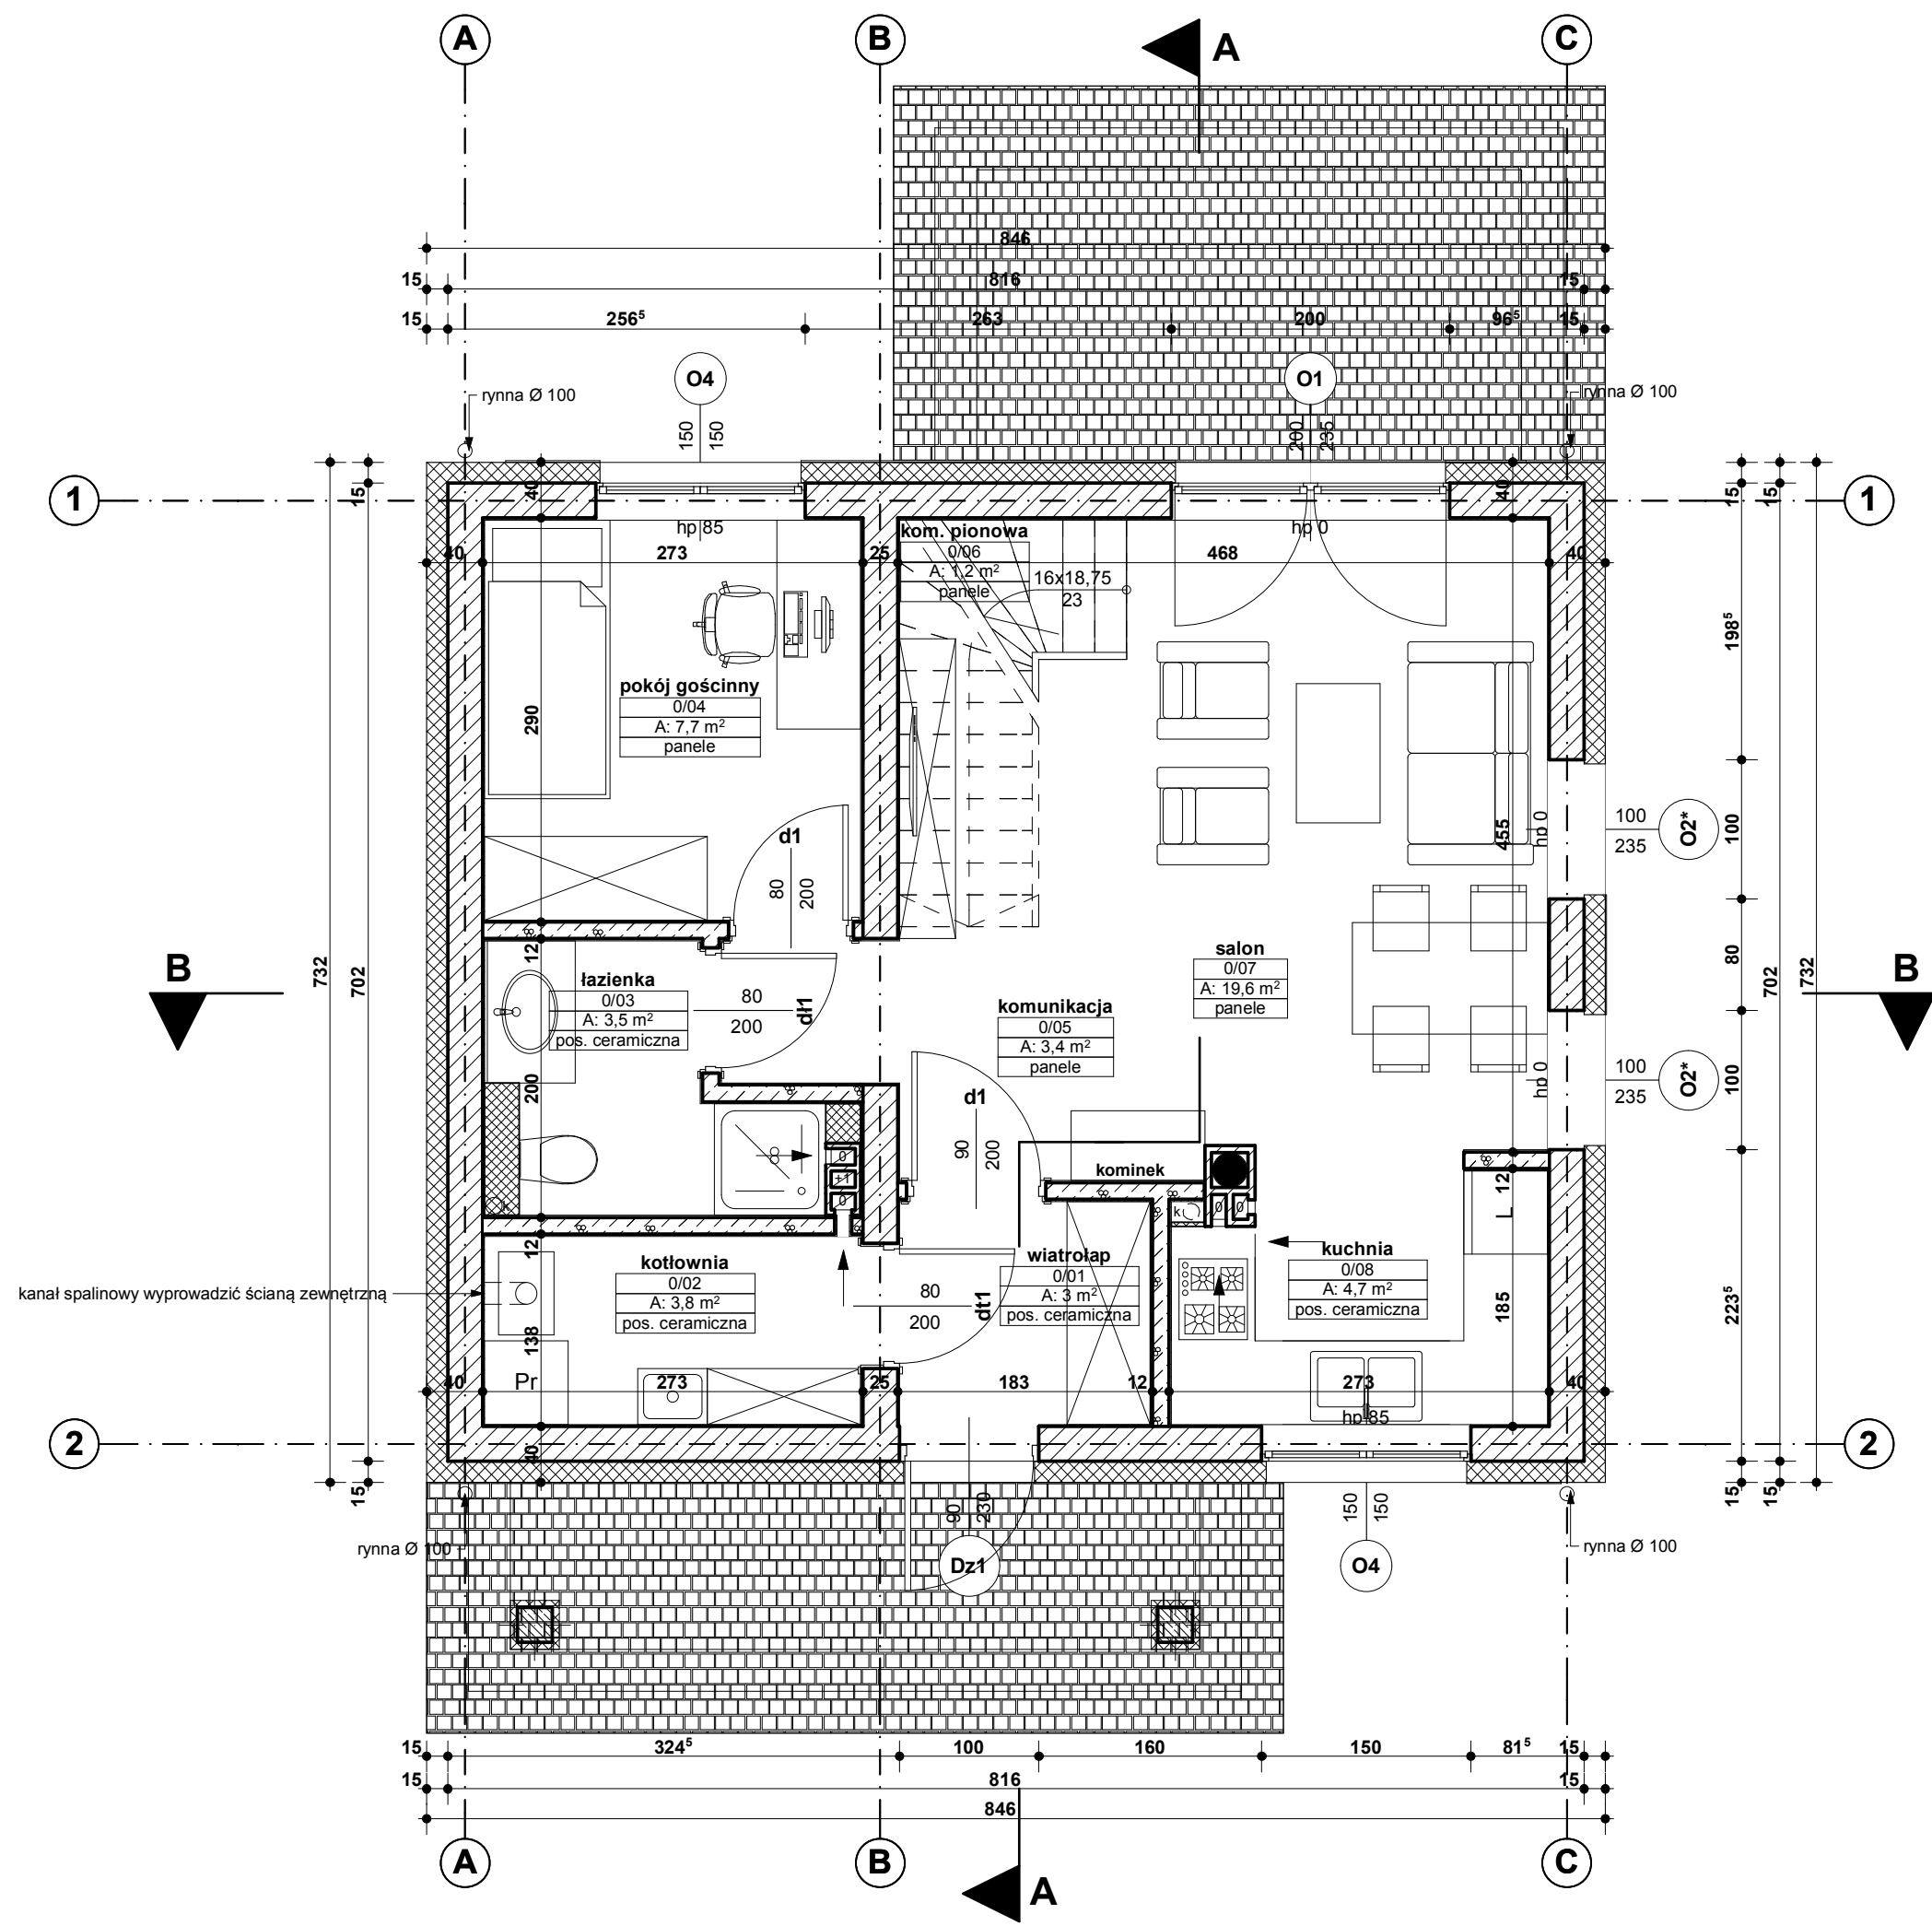 A
B
A
C
846
15
816
15
15
256⁵
263
200
96⁵
15
O4
O1
rynna Ø 100
rynna Ø 100
150
150
200
235
1
1
15
40
40
15
15
hp 85
kom. pionowa
hp 0
40
273
25
0/06
468
40
A: 1,2 m²
panele
16x18,75
23
198⁵
pokój gościnny
0/04
A: 7,7 m²
panele
290
d1
80
200
455
hp 0
100
235
O2*
100
12
łazienka
0/03
A: 3,5 m²
pos. ceramiczna
80
200
dł1
salon
0/07
A: 19,6 m²
panele
komunikacja
0/05
A: 3,4 m²
panele
80
B
B
732
702
702
732
200
d1
90
200
hp 0
100
235
O2*
100
0
+1
0
kominek
12
k
0
0
L
12
kotłownia
0/02
A: 3,8 m²
pos. ceramiczna
wiatrołap
0/01
A: 3 m²
pos. ceramiczna
kuchnia
0/08
A: 4,7 m²
pos. ceramiczna
kanał spalinowy wyprowadzić ścianą zewnętrzną
80
200
dt1
138
185
223⁵
Pr
40
273
25
183
12
273
40
hp 85
2
2
40
15
15
15
90
230
150
150
rynna Ø 100
Dz1
O4
rynna Ø 100
15
324⁵
100
160
150
81⁵
15
15
816
15
846
A
B
C
A